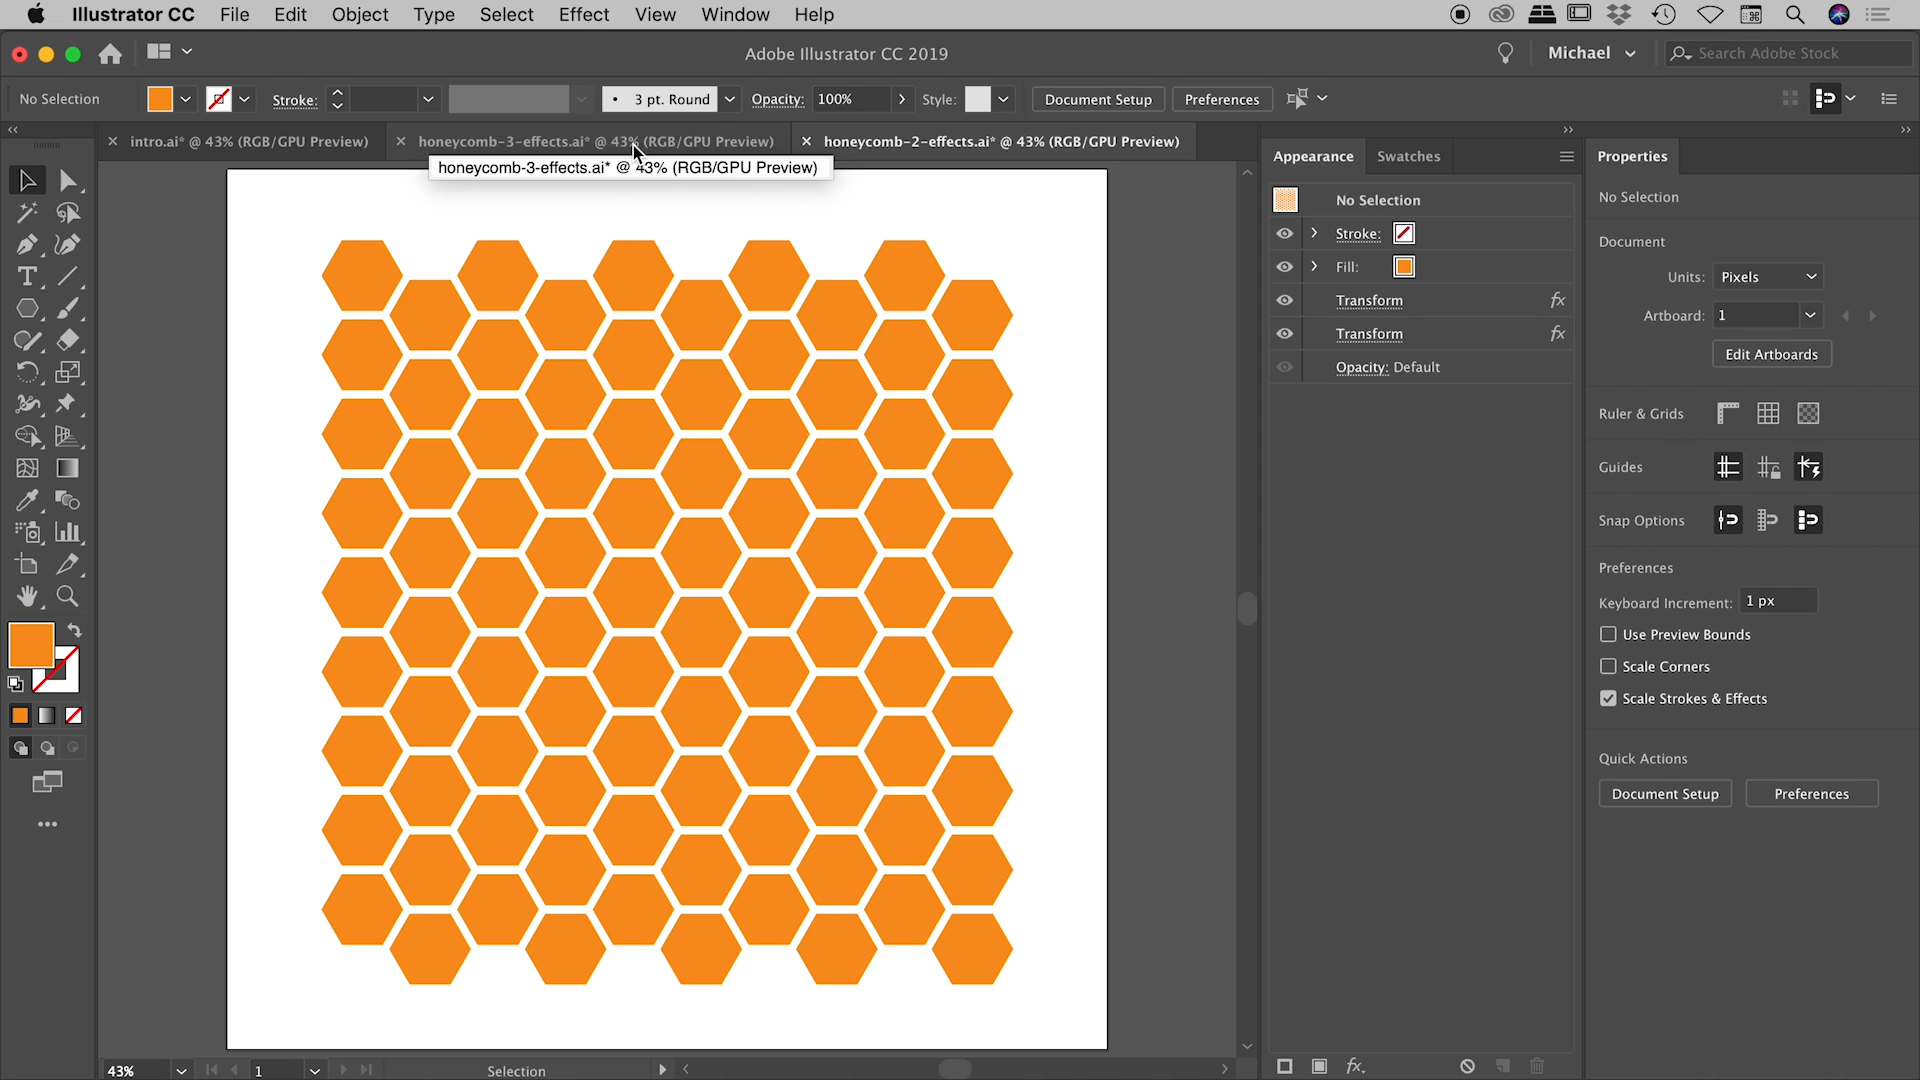 Illustrator CC File Edit Object Type Select Effect View Window Help
Adobe Illustrator CC 2019
Michael
Search Adobe Stock
No Selection
Stroke:
3 pt. Round
Opacity: 100%
Style:
Document Setup
Preferences
intro.ai* @ 43% (RGB/GPU Preview)
honeycomb-3-effects.ai* @ 43% (RGB/GPU Preview)
honeycomb-2-effects.ai* @ 43% (RGB/GPU Preview)
honeycomb-3-effects.ai* @ 43% (RGB/GPU Preview)
Appearance
Swatches
No Selection
Stroke:
Fill:
Transform fx
Transform fx
Opacity: Default
Properties
No Selection
Document
Units: Pixels
Artboard: 1
Edit Artboards
Ruler & Grids
Guides
Snap Options
Preferences
Keyboard Increment: 1 px
Use Preview Bounds
Scale Corners
Scale Strokes & Effects
Quick Actions
Document Setup
Preferences
43%
1
Selection
fx.